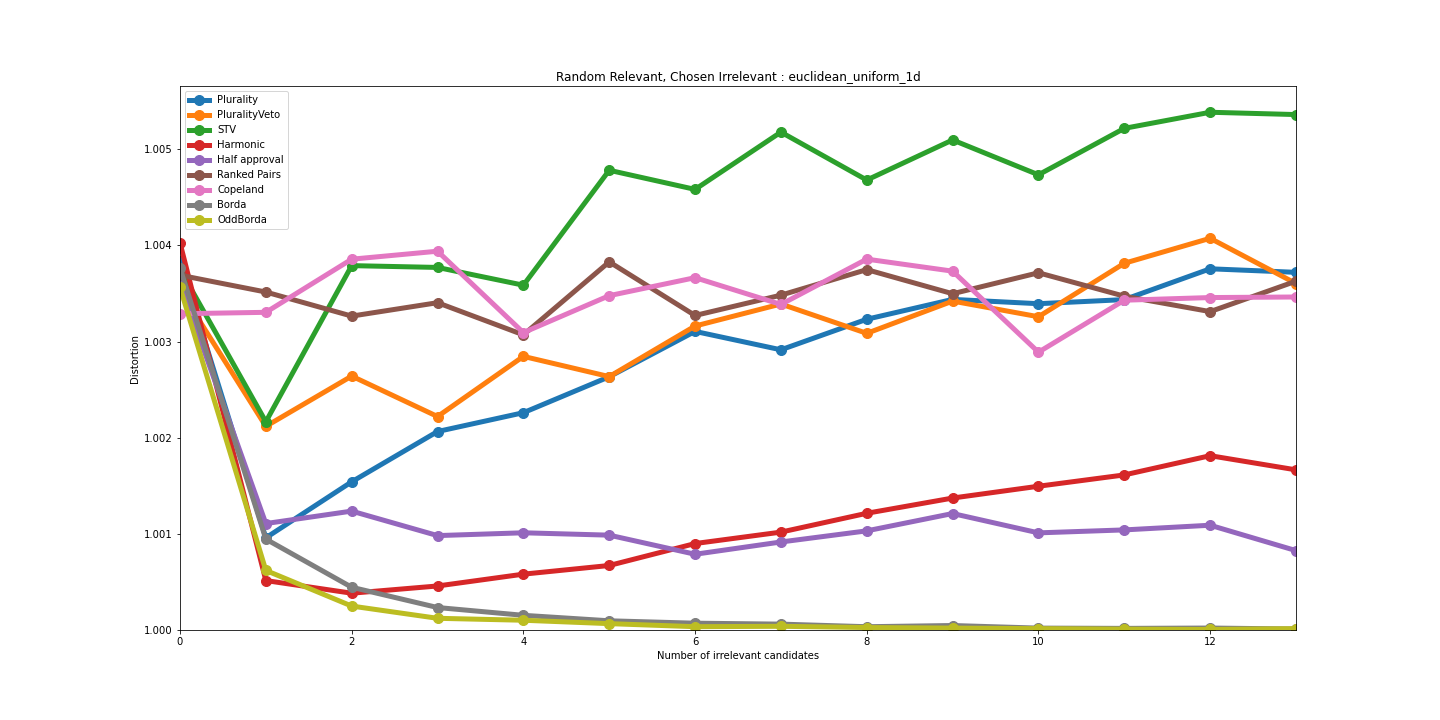 Random Relevant, Chosen Irrelevant : euclidean_uniform_1d
Plurality
PluralityVeto
STV
Harmonic
Half approval
Ranked Pairs
Copeland
Borda
OddBorda
1.005
1.004
1.003
1.002
1.001
1.000
Distortion
0 2 4 6 8 10 12
Number of irrelevant candidates